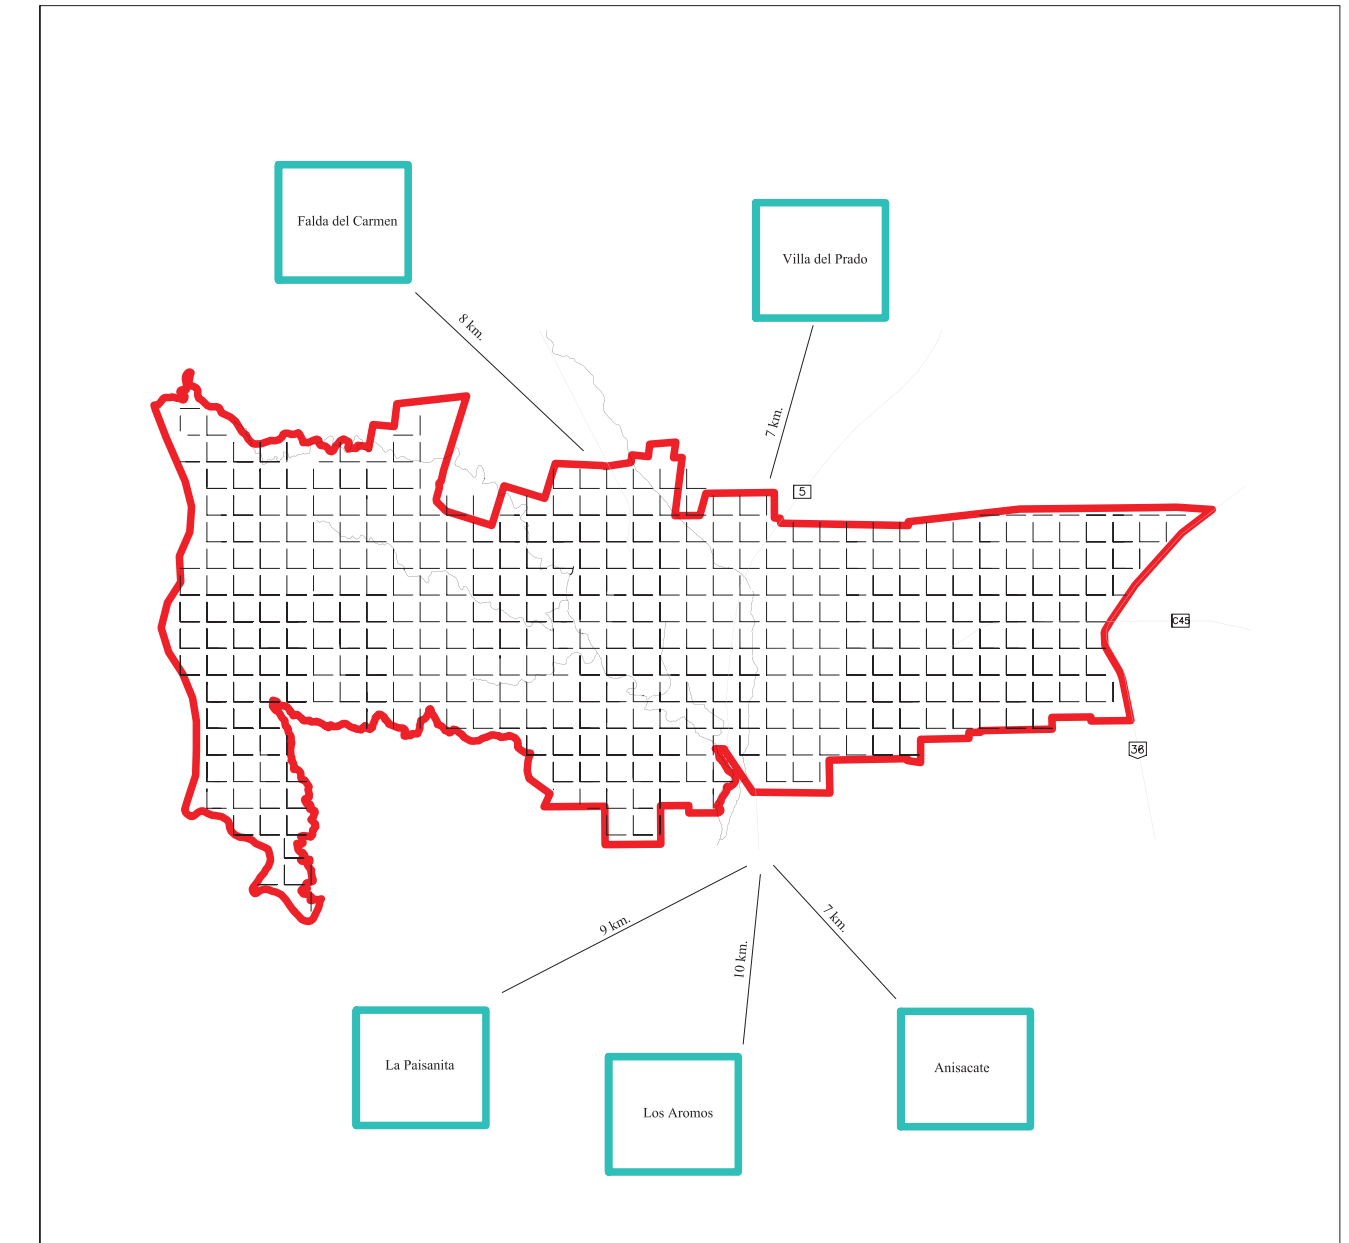 Falda del Carmen
Villa del Prado
8 km.
7 km.
5
C45
36
9 km.
10 km.
7 km.
La Paisanita
Los Aromos
Anisacate